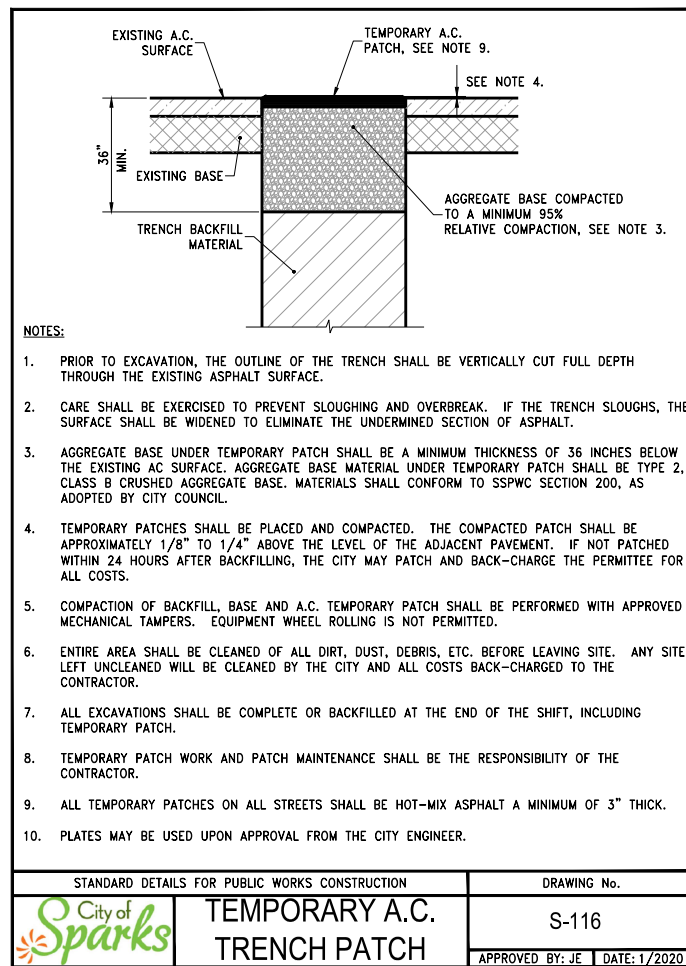 EXISTING A.C.
SURFACE
TEMPORARY A.C.
PATCH, SEE NOTE 9.
SEE NOTE 4.
36"
MIN.
EXISTING BASE
AGGREGATE BASE COMPACTED
TO A MINIMUM 95%
RELATIVE COMPACTION, SEE NOTE 3.
TRENCH BACKFILL
MATERIAL
NOTES:
1. PRIOR TO EXCAVATION, THE OUTLINE OF THE TRENCH SHALL BE VERTICALLY CUT FULL DEPTH
THROUGH THE EXISTING ASPHALT SURFACE.
2. CARE SHALL BE EXERCISED TO PREVENT SLOUGHING AND OVERBREAK. IF THE TRENCH SLOUGHS, THE
SURFACE SHALL BE WIDENED TO ELIMINATE THE UNDERMINED SECTION OF ASPHALT.
3. AGGREGATE BASE UNDER TEMPORARY PATCH SHALL BE A MINIMUM THICKNESS OF 36 INCHES BELOW
THE EXISTING AC SURFACE. AGGREGATE BASE MATERIAL UNDER TEMPORARY PATCH SHALL BE TYPE 2,
CLASS B CRUSHED AGGREGATE BASE. MATERIALS SHALL CONFORM TO SSPWC SECTION 200, AS
ADOPTED BY CITY COUNCIL.
4. TEMPORARY PATCHES SHALL BE PLACED AND COMPACTED. THE COMPACTED PATCH SHALL BE
APPROXIMATELY 1/8" TO 1/4" ABOVE THE LEVEL OF THE ADJACENT PAVEMENT. IF NOT PATCHED
WITHIN 24 HOURS AFTER BACKFILLING, THE CITY MAY PATCH AND BACK-CHARGE THE PERMITTEE FOR
ALL COSTS.
5. COMPACTION OF BACKFILL, BASE AND A.C. TEMPORARY PATCH SHALL BE PERFORMED WITH APPROVED
MECHANICAL TAMPERS. EQUIPMENT WHEEL ROLLING IS NOT PERMITTED.
6. ENTIRE AREA SHALL BE CLEANED OF ALL DIRT, DUST, DEBRIS, ETC. BEFORE LEAVING SITE. ANY SITE
LEFT UNCLEANED WILL BE CLEANED BY THE CITY AND ALL COSTS BACK-CHARGED TO THE
CONTRACTOR.
7. ALL EXCAVATIONS SHALL BE COMPLETE OR BACKFILLED AT THE END OF THE SHIFT, INCLUDING
TEMPORARY PATCH.
8. TEMPORARY PATCH WORK AND PATCH MAINTENANCE SHALL BE THE RESPONSIBILITY OF THE
CONTRACTOR.
9. ALL TEMPORARY PATCHES ON ALL STREETS SHALL BE HOT-MIX ASPHALT A MINIMUM OF 3" THICK.
10. PLATES MAY BE USED UPON APPROVAL FROM THE CITY ENGINEER.
STANDARD DETAILS FOR PUBLIC WORKS CONSTRUCTION
DRAWING No.
City of
Sparks
TEMPORARY A.C.
TRENCH PATCH
S-116
APPROVED BY: JE DATE: 1/2020